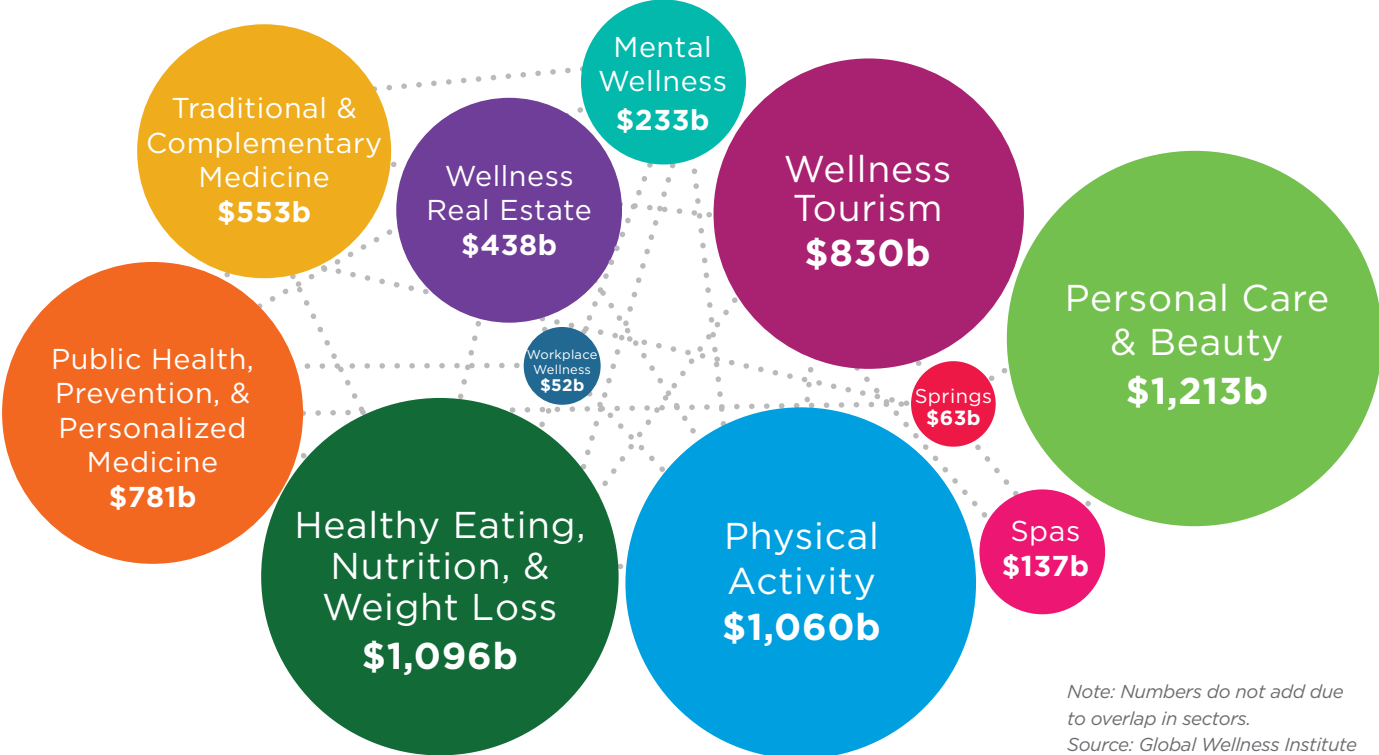 Mental
Wellness
$233b
Traditional &
Complementary
Medicine
$553b
Wellness
Real Estate
$438b
Wellness
Tourism
$830b
Personal Care
& Beauty
$1,213b
Public Health,
Prevention, &
Personalized
Medicine
$781b
Workplace
Wellness
$52b
Springs
$63b
Healthy Eating,
Nutrition, &
Weight Loss
$1,096b
Physical
Activity
$1,060b
Spas
$137b
Note: Numbers do not add due
to overlap in sectors.
Source: Global Wellness Institute